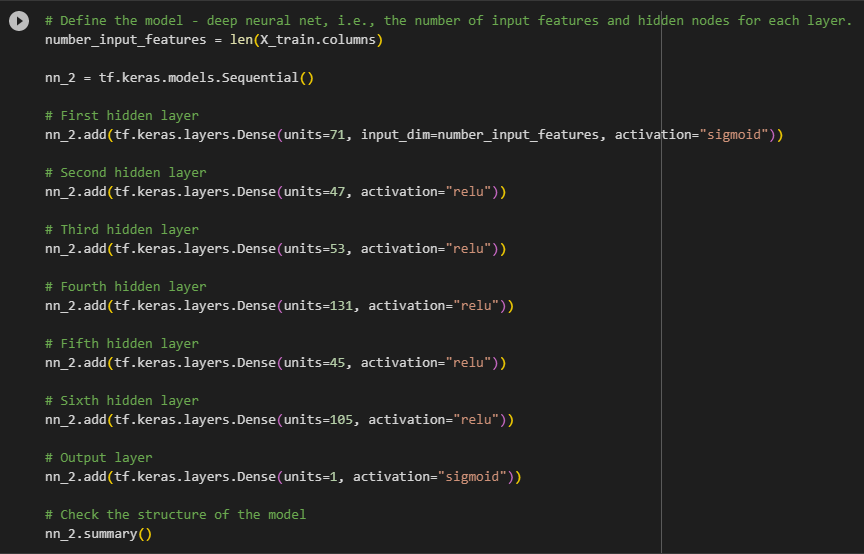 # Define the model - deep neural net, i.e., the number of input features and hidden nodes for each layer.
number_input_features = len(X_train.columns)
nn_2 = tf.keras.models.Sequential()
# First hidden layer
nn_2.add(tf.keras.layers.Dense(units=71, input_dim=number_input_features, activation="sigmoid"))
# Second hidden layer
nn_2.add(tf.keras.layers.Dense(units=47, activation="relu"))
# Third hidden layer
nn_2.add(tf.keras.layers.Dense(units=53, activation="relu"))
# Fourth hidden layer
nn_2.add(tf.keras.layers.Dense(units=131, activation="relu"))
# Fifth hidden layer
nn_2.add(tf.keras.layers.Dense(units=45, activation="relu"))
# Sixth hidden layer
nn_2.add(tf.keras.layers.Dense(units=105, activation="relu"))
# Output layer
nn_2.add(tf.keras.layers.Dense(units=1, activation="sigmoid"))
# Check the structure of the model
nn_2.summary()